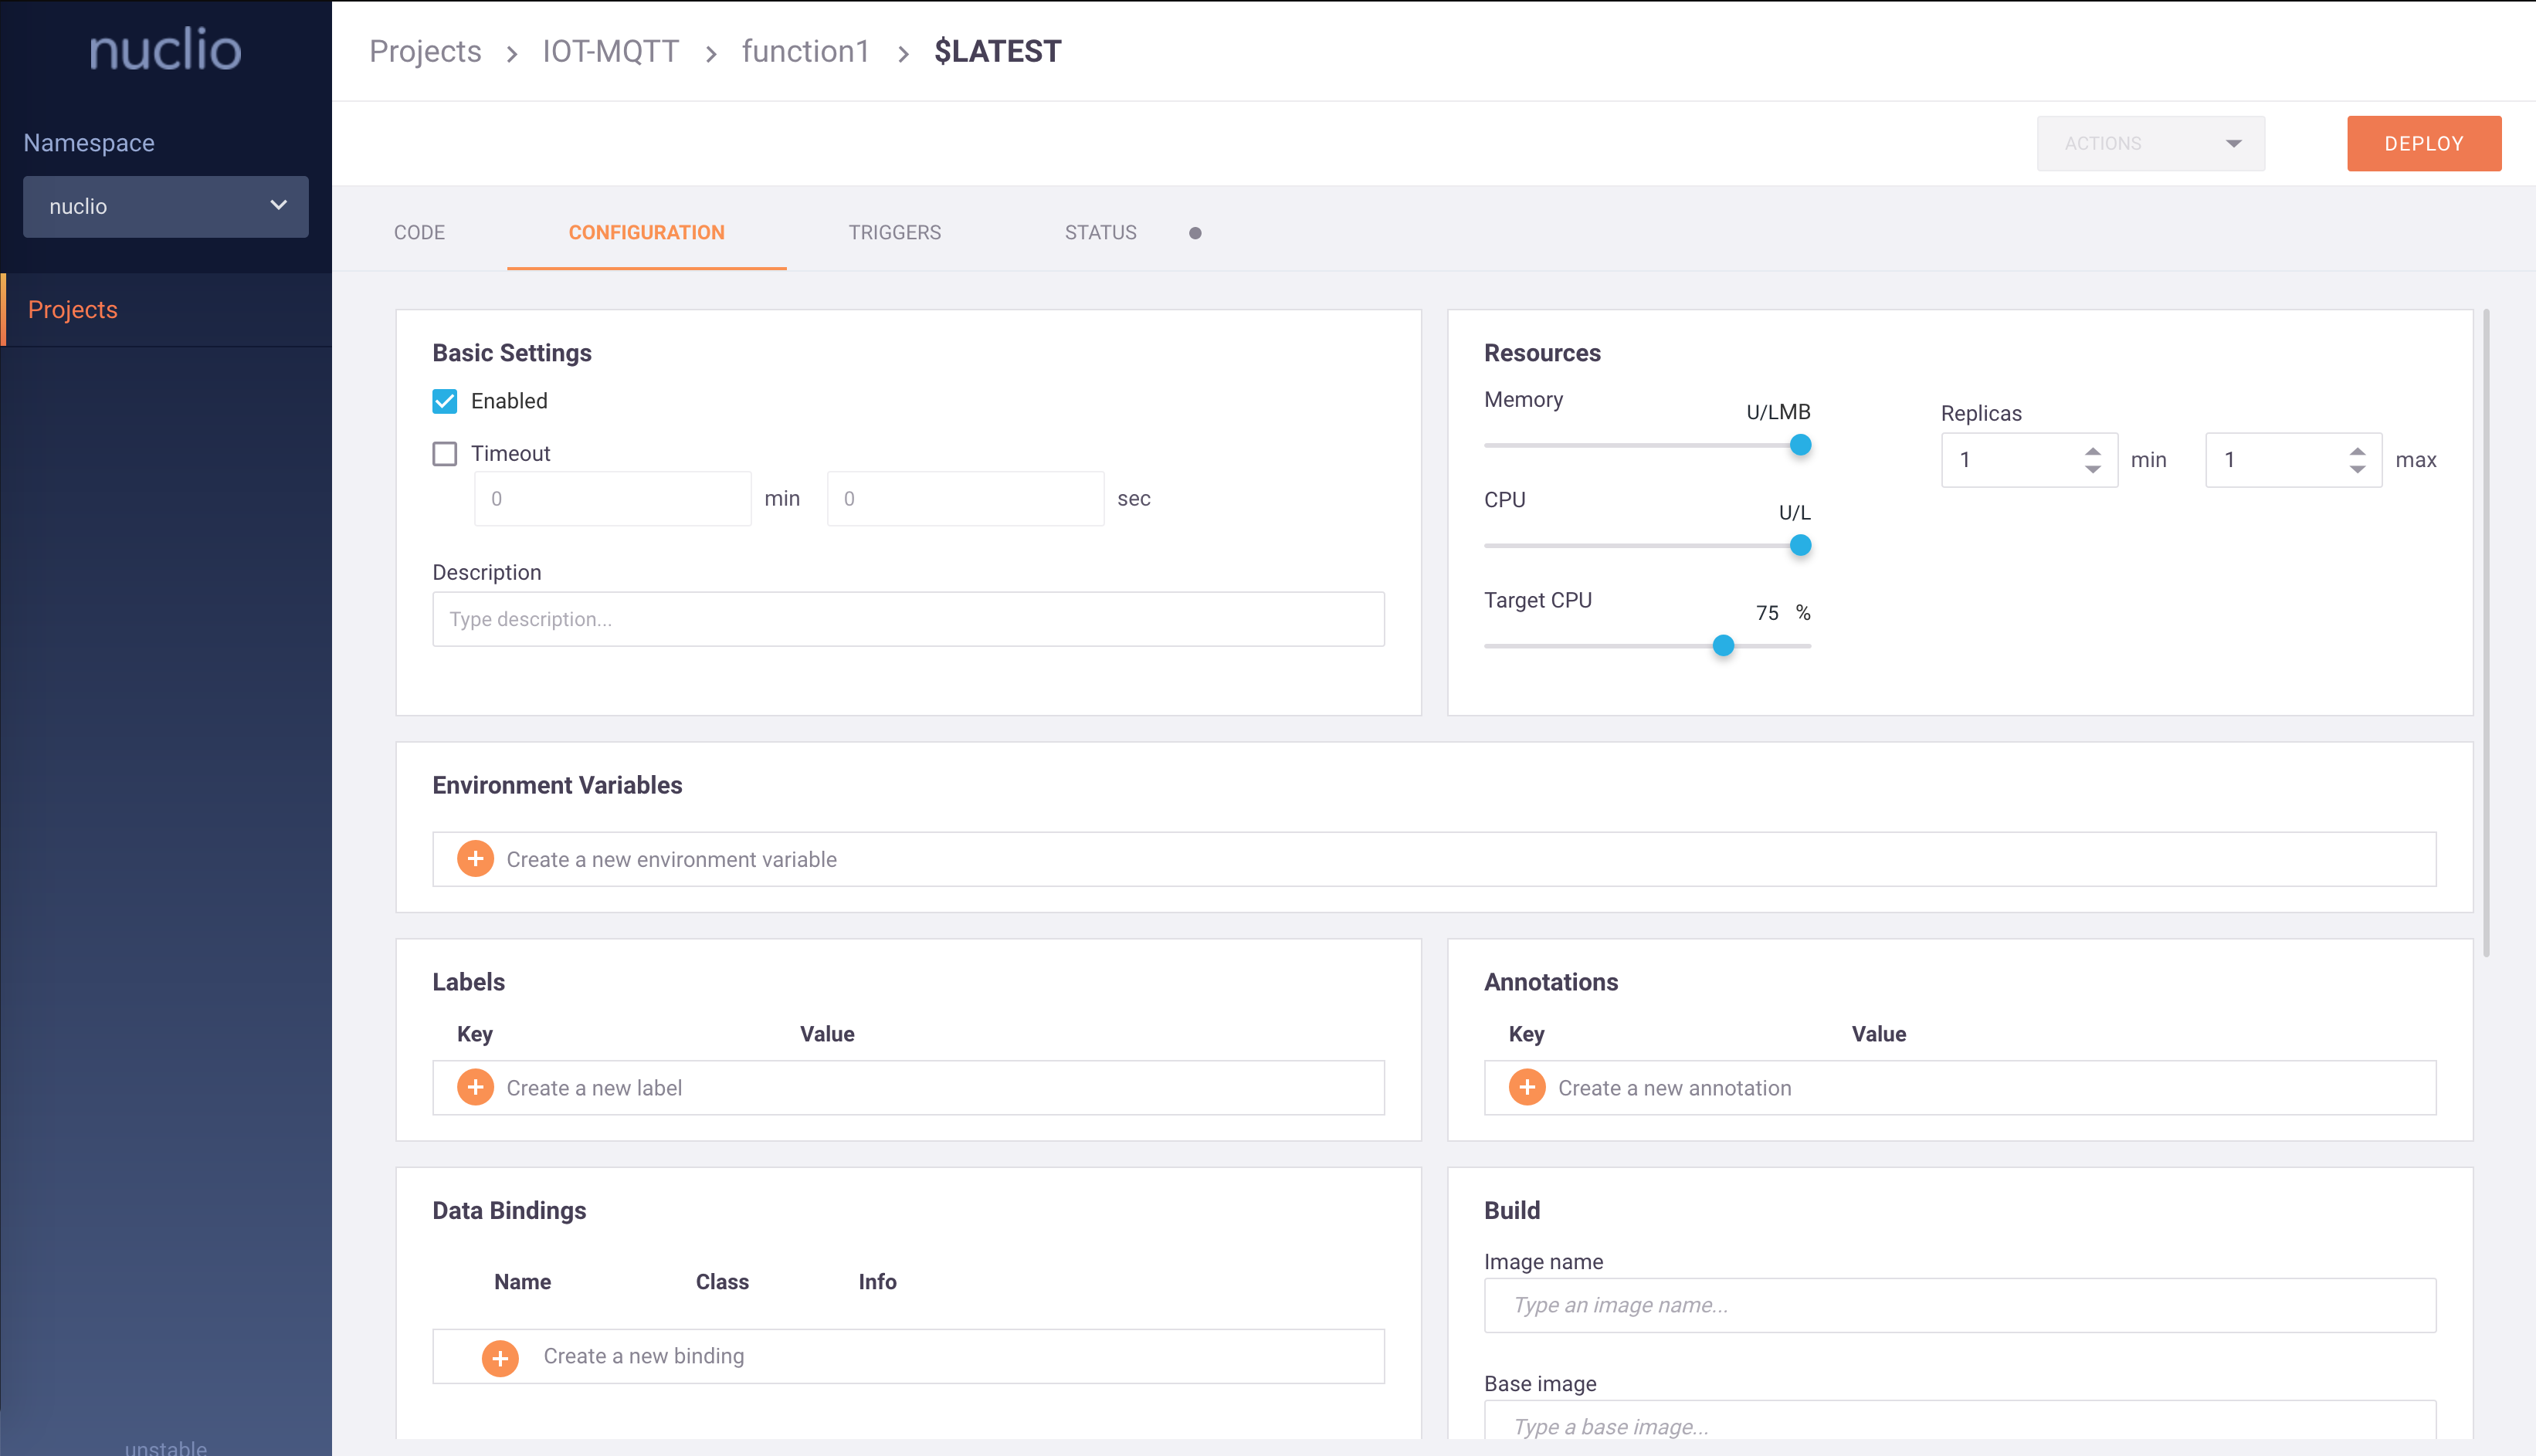 nuclio
Projects > IOT-MQTT > function1 > $LATEST
Namespace
nuclio
Projects
unstable
ACTIONS
DEPLOY
CODE
CONFIGURATION
TRIGGERS
STATUS
Basic Settings
Enabled
Timeout
0 min 0 sec
Description
Type description...
Resources
Memory
U/LMB
CPU
U/L
Target CPU
75 %
Replicas
1 min 1 max
Environment Variables
Create a new environment variable
Labels
Key Value
Create a new label
Annotations
Key Value
Create a new annotation
Data Bindings
Name Class Info
Create a new binding
Build
Image name
Type an image name...
Base image
Type a base image...